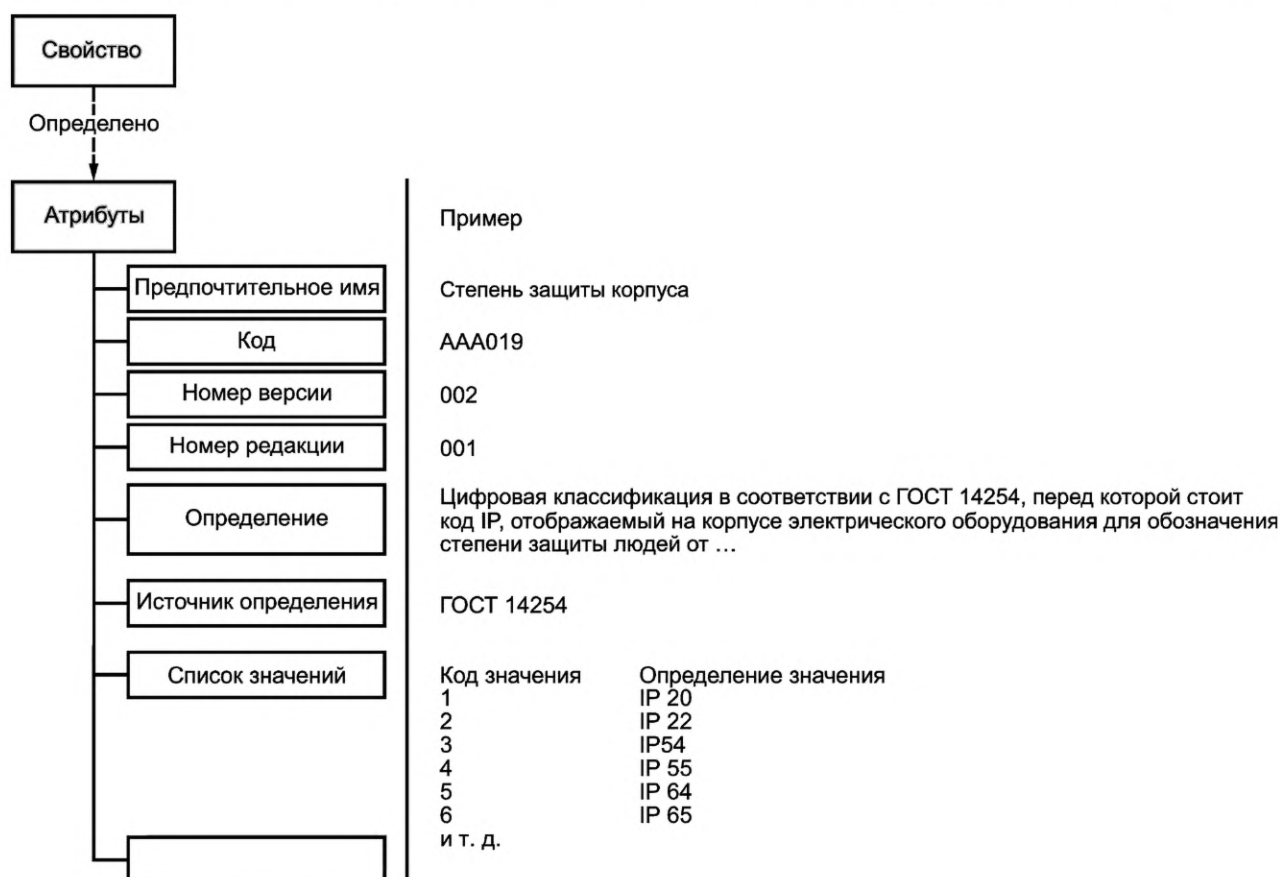 Свойство
Определено
Атрибуты
Пример
Предпочтительное имя
Степень защиты корпуса
Код
AAA019
Номер версии
002
Номер редакции
001
Определение
Цифровая классификация в соответствии с ГОСТ 14254, перед которой стоит
код IP, отображаемый на корпусе электрического оборудования для обозначения
степени защиты людей от ...
Источник определения
ГОСТ 14254
Список значений
Код значения Определение значения
1 IP 20
2 IP 22
3 IP54
4 IP 55
5 IP 64
6 IP 65
и т. д.